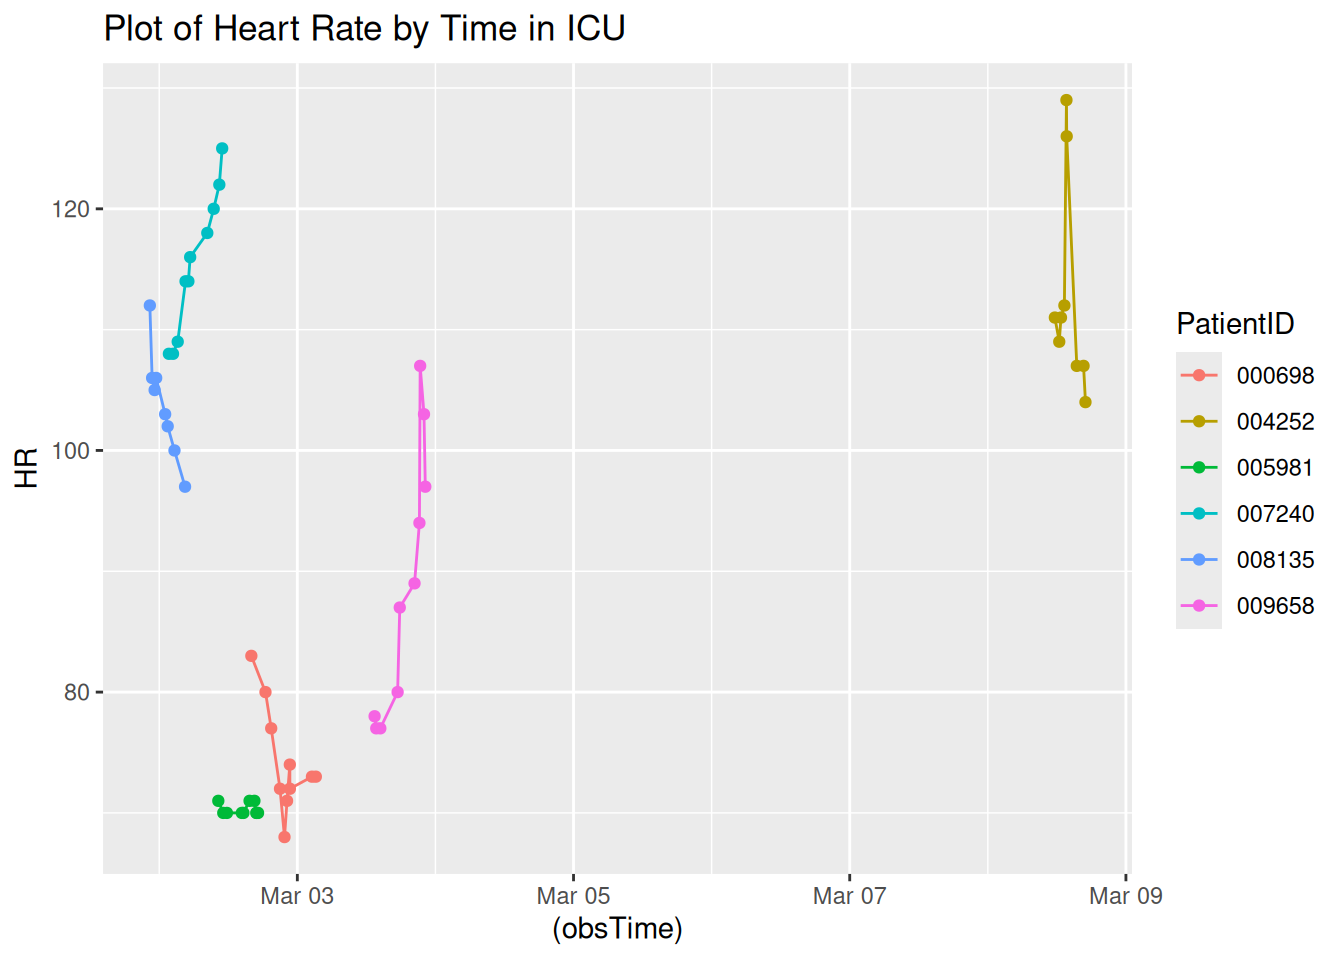 Plot of Heart Rate by Time in ICU
HR
120
100
80
Mar 03
Mar 05
Mar 07
Mar 09
(obsTime)
PatientID
000698
004252
005981
007240
008135
009658